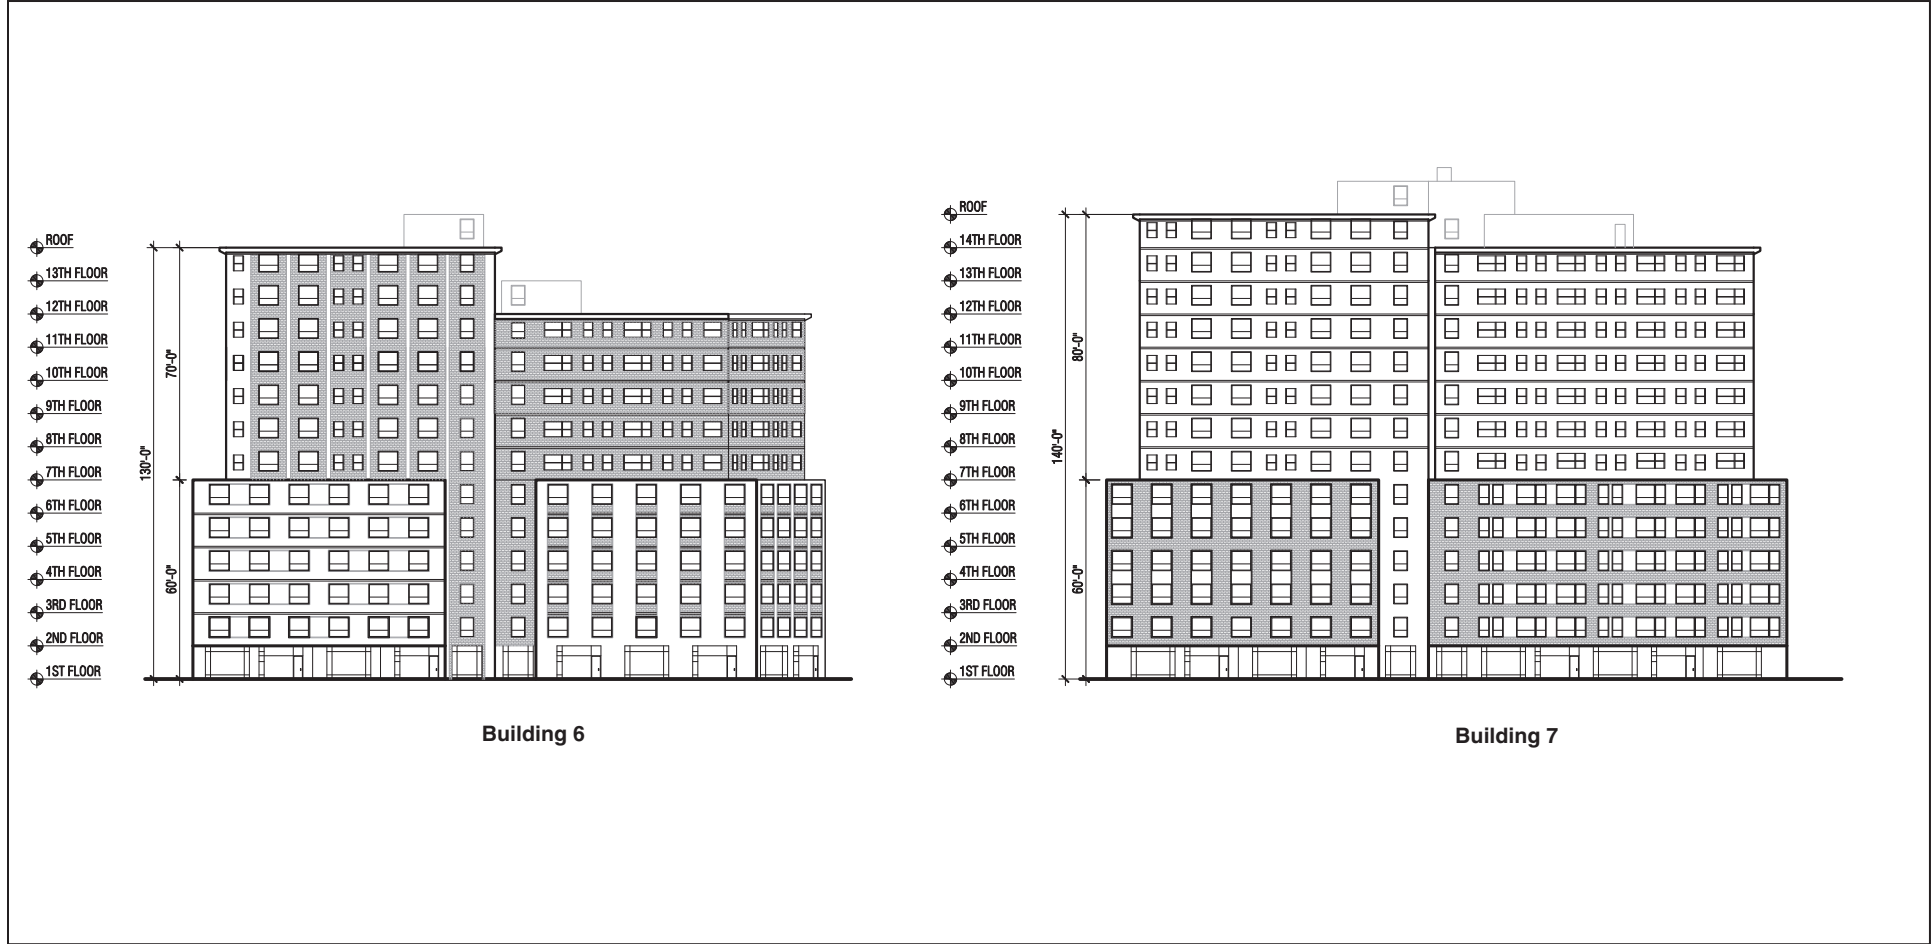 ROOF
13TH FLOOR
12TH FLOOR
11TH FLOOR
10TH FLOOR
9TH FLOOR
8TH FLOOR
7TH FLOOR
6TH FLOOR
5TH FLOOR
4TH FLOOR
3RD FLOOR
2ND FLOOR
1ST FLOOR
130'-0"
70'-0"
60'-0"
Building 6
ROOF
14TH FLOOR
13TH FLOOR
12TH FLOOR
11TH FLOOR
10TH FLOOR
9TH FLOOR
8TH FLOOR
7TH FLOOR
6TH FLOOR
5TH FLOOR
4TH FLOOR
3RD FLOOR
2ND FLOOR
1ST FLOOR
140'-0"
80'-0"
60'-0"
Building 7